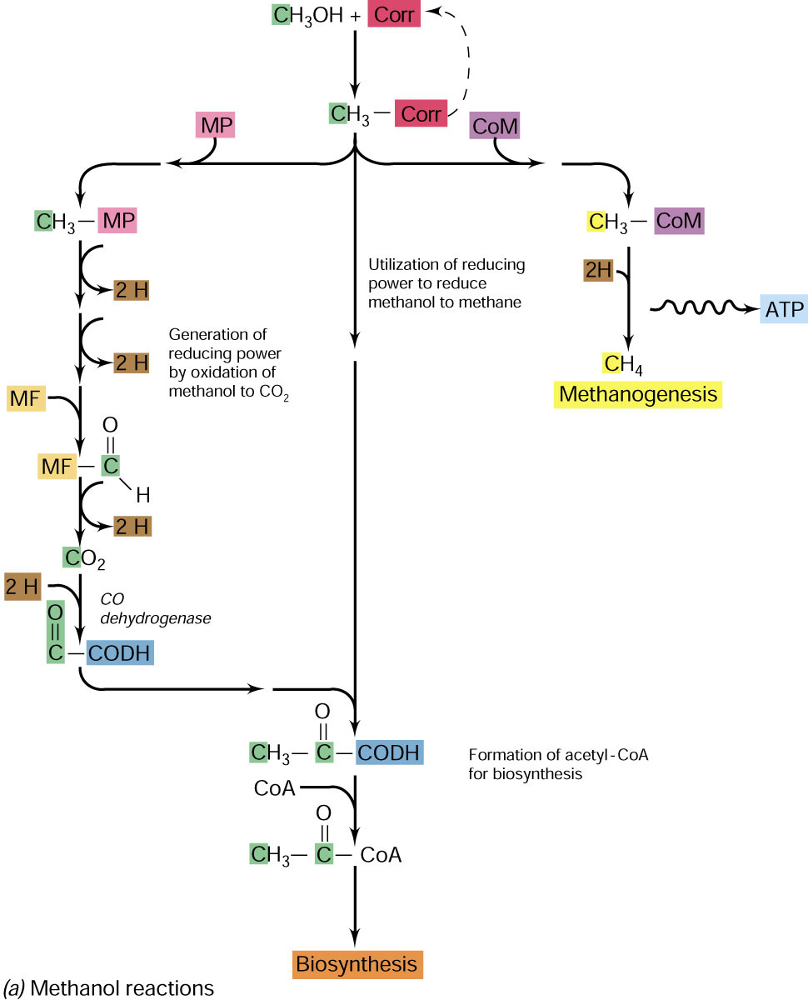 CH3OH + Corr
CH3 — Corr
MP
CoM
CH3 — MP
CH3 — CoM
2 H
2H
Utilization of reducing
power to reduce
methanol to methane
ATP
Generation of
reducing power
by oxidation of
methanol to CO2
2 H
CH4
Methanogenesis
MF
O
MF — C
H
2 H
CO2
2 H
CO
dehydrogenase
O
C — CODH
O
CH3 — C — CODH
Formation of acetyl-CoA
for biosynthesis
CoA
O
CH3 — C — CoA
Biosynthesis
(a) Methanol reactions